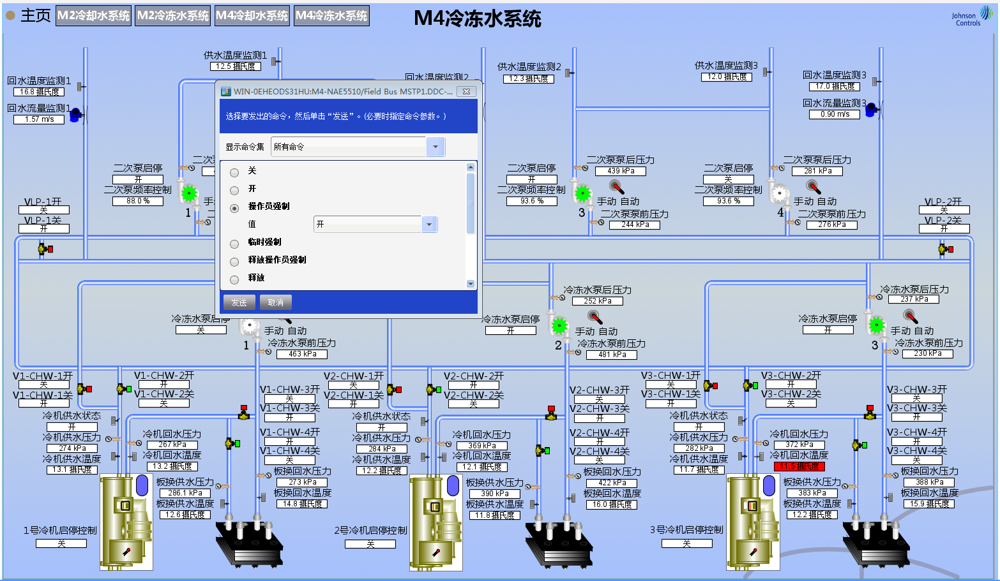 主页
M2冷却水系统
M2冷冻水系统
M4冷却水系统
M4冷冻水系统
M4冷冻水系统
Johnson
Controls
供水温度监测1
12.5 摄氏度
回水温度监测1
16.8 摄氏度
回水流量监测1
1.57 m/s
回水温度监测2
供水温度监测2
12.3 摄氏度
供水温度监测3
12.0 摄氏度
回水温度监测3
17.0 摄氏度
回水流量监测3
0.90 m/s
WIN-0EHEODS31HU:M4-NAE5510/Field Bus MSTP1.DDC-...
选择要发出的命令，然后单击“发送”。(必要时指定命令参数。)
显示命令集
所有命令
关
开
操作员强制
值
开
临时强制
释放操作员强制
释放
发送
取消
二次泵启停
开
二次泵频率控制
88.0 %
1
二次泵启停
开
二次泵频率控制
93.6 %
二次泵泵后压力
439 kPa
手动 自动
3
二次泵泵前压力
244 kPa
二次泵启停
关
二次泵频率控制
93.6 %
二次泵泵后压力
281 kPa
手动 自动
4
二次泵泵前压力
276 kPa
VLP-1开
关
VLP-1关
开
VLP-2开
关
VLP-2关
开
冷冻水泵启停
关
手动 自动
1
冷冻水泵前压力
463 kPa
冷冻水泵后压力
252 kPa
冷冻水泵启停
开
手动 自动
2
冷冻水泵前压力
481 kPa
冷冻水泵后压力
237 kPa
冷冻水泵启停
开
手动 自动
3
冷冻水泵前压力
230 kPa
V1-CHW-1开
关
V1-CHW-1关
开
V1-CHW-2开
开
V1-CHW-2关
关
V1-CHW-3开
关
V1-CHW-3关
开
V1-CHW-4开
开
V1-CHW-4关
关
冷机供水状态
开
冷机供水压力
274 kPa
冷机供水温度
13.1 摄氏度
冷机回水压力
267 kPa
冷机回水温度
13.2 摄氏度
板换供水压力
286.1 kPa
板换供水温度
12.6 摄氏度
板换回水压力
273 kPa
板换回水温度
14.8 摄氏度
1号冷机启停控制
关
V2-CHW-1开
关
V2-CHW-1关
开
V2-CHW-2开
开
V2-CHW-2关
关
V2-CHW-3开
关
V2-CHW-3关
开
V2-CHW-4开
开
V2-CHW-4关
关
冷机供水状态
开
冷机供水压力
284 kPa
冷机供水温度
12.2 摄氏度
冷机回水压力
369 kPa
冷机回水温度
12.1 摄氏度
板换供水压力
390 kPa
板换供水温度
11.8 摄氏度
板换回水压力
422 kPa
板换回水温度
16.0 摄氏度
2号冷机启停控制
关
V3-CHW-1开
关
V3-CHW-1关
开
V3-CHW-2开
开
V3-CHW-2关
关
V3-CHW-3开
关
V3-CHW-3关
开
V3-CHW-4开
开
V3-CHW-4关
关
冷机供水状态
开
冷机供水压力
282 kPa
冷机供水温度
11.7 摄氏度
冷机回水压力
372 kPa
冷机回水温度
11.5 摄氏度
板换供水压力
383 kPa
板换供水温度
12.2 摄氏度
板换回水压力
388 kPa
板换回水温度
15.9 摄氏度
3号冷机启停控制
关